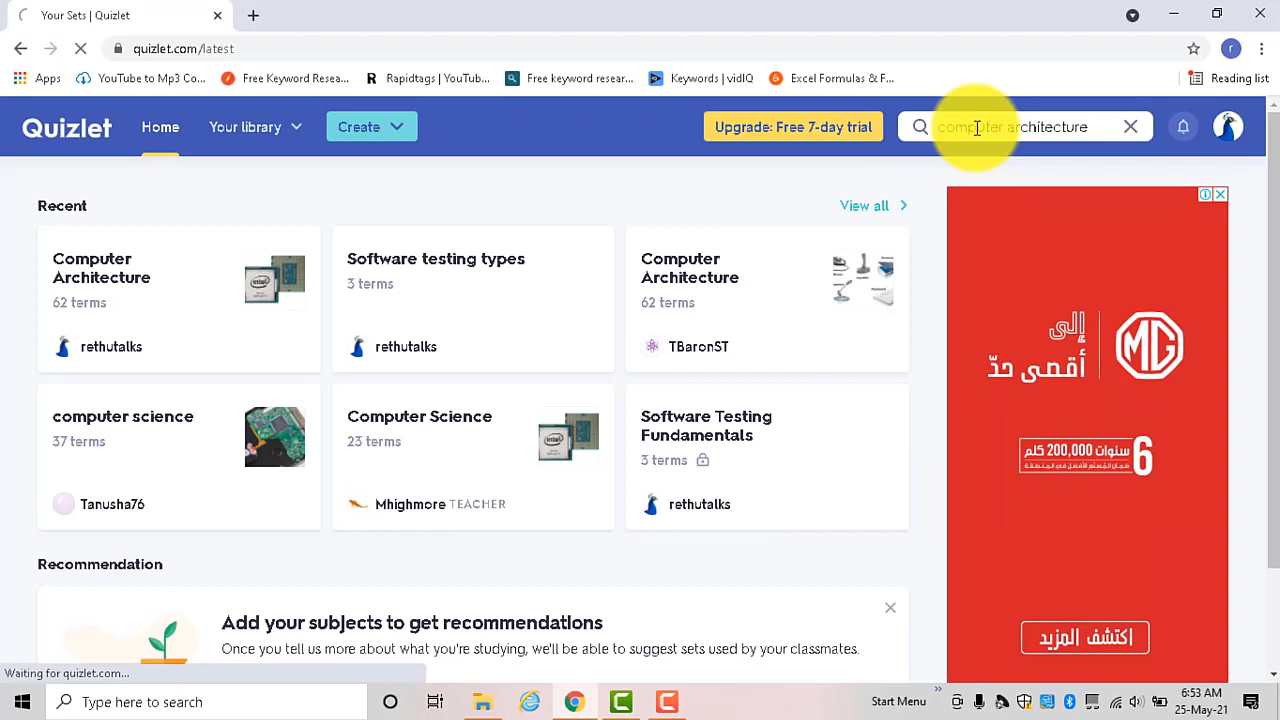 Your Sets | Quizlet
quizlet.com/latest
Apps
YouTube to Mp3 Co...
Free Keyword Resea...
Rapidtags | YouTub...
Free keyword resear...
Keywords | vidIQ
Excel Formulas & F...
Reading list
Quizlet
Home
Your library
Create
Upgrade: Free 7-day trial
computer architecture
Recent
View all
Computer
Architecture
62 terms
rethutalks
Software testing types
3 terms
rethutalks
Computer
Architecture
62 terms
TBaronST
computer science
37 terms
Tanusha76
Computer Science
23 terms
Mhighmore TEACHER
Software Testing
Fundamentals
3 terms
rethutalks
إلى
أقصى حدّ
MG
6 سنوات 200,000 كلم
اكتشف المزيد
Recommendation
Add your subjects to get recommendations
Once you tell us more about what you're studying, we'll be able to suggest sets used by your classmates.
Waiting for quizlet.com...
Type here to search
Start Menu
6:53 AM
25-May-21